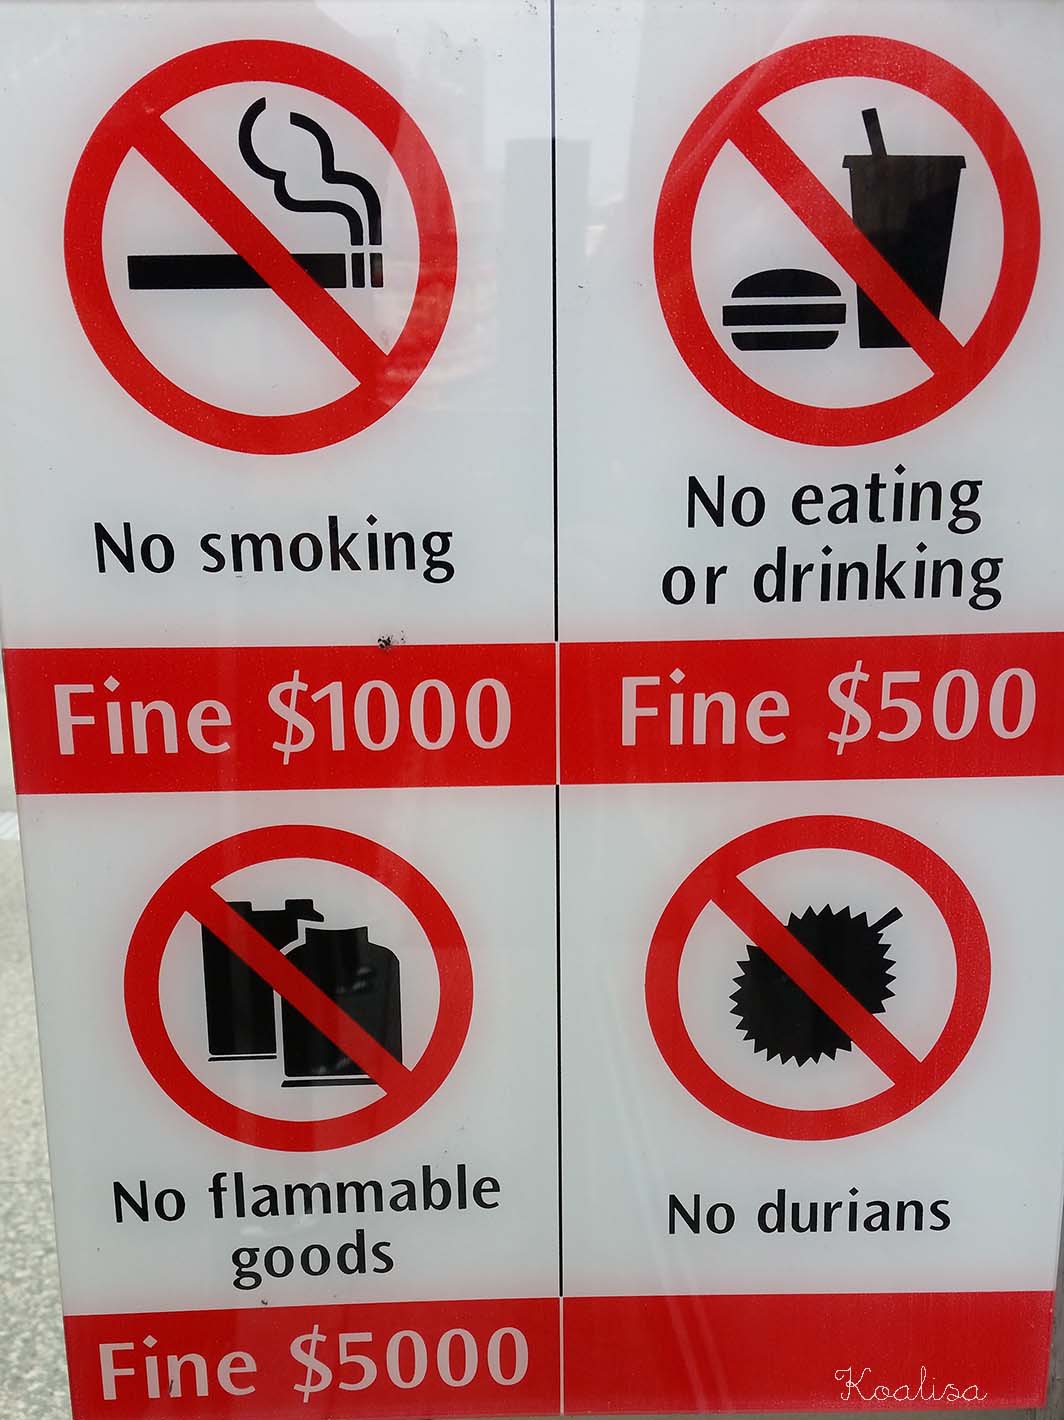 No smoking
Fine $1000
No eating
or drinking
Fine $500
No flammable
goods
Fine $5000
No durians
Koalisa